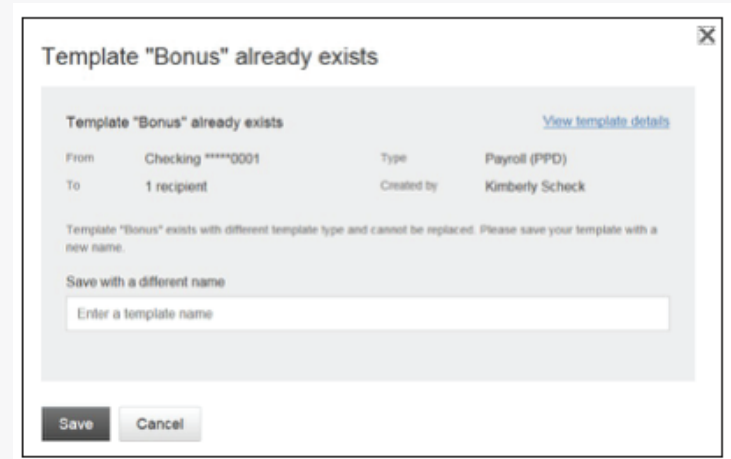 Template "Bonus" already exists
Template "Bonus" already exists View template details
From Checking *****0001 Type Payroll (PPD)
To 1 recipient Created by Kimberly Scheck
Template "Bonus" exists with different template type and cannot be replaced. Please save your template with a
new name.
Save with a different name
Enter a template name
Save Cancel